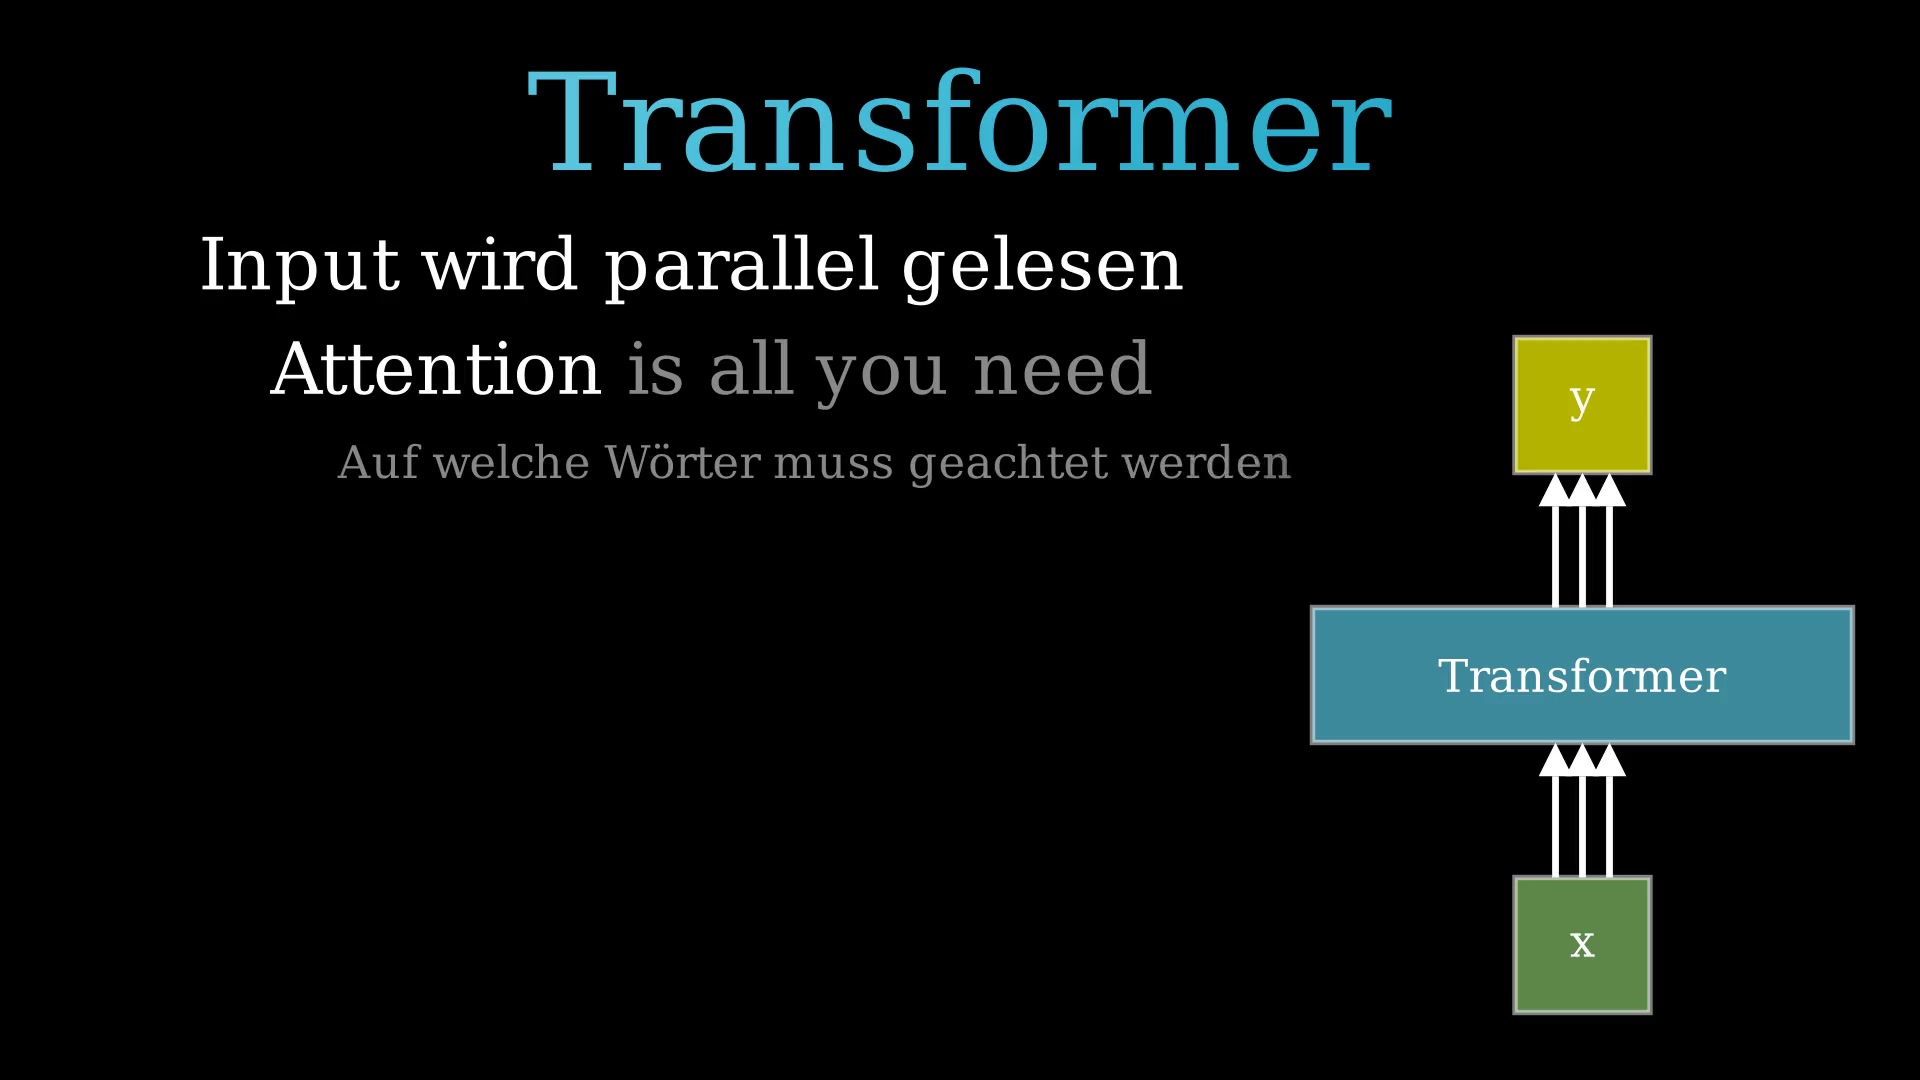 Transformer
Input wird parallel gelesen
Attention is all you need
Auf welche Wörter muss geachtet werden
y
Transformer
x